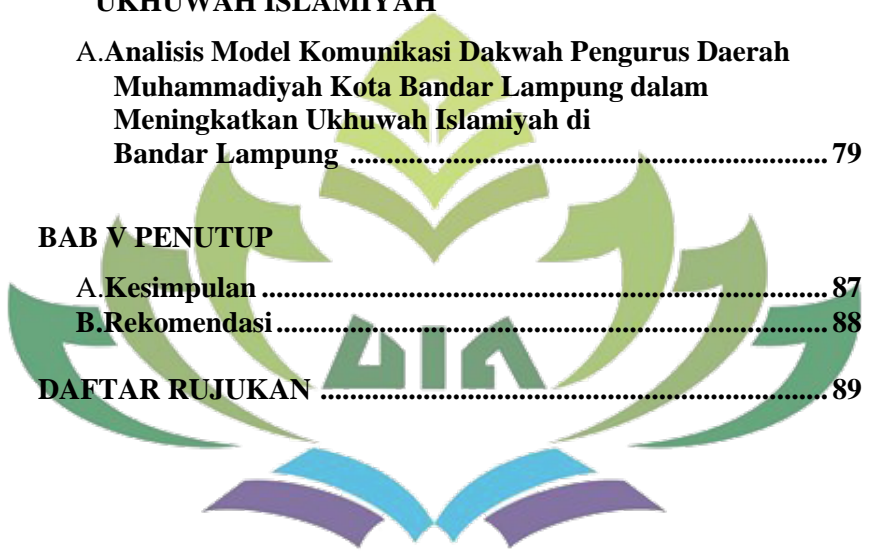 UKHUWAH ISLAMIYAH
A.Analisis Model Komunikasi Dakwah Pengurus Daerah
Muhammadiyah Kota Bandar Lampung dalam
Meningkatkan Ukhuwah Islamiyah di
Bandar Lampung ........................................................... 79
BAB V PENUTUP
A.Kesimpulan ...................................................................... 87
B.Rekomendasi .................................................................... 88
DAFTAR RUJUKAN ............................................................... 89
UIN